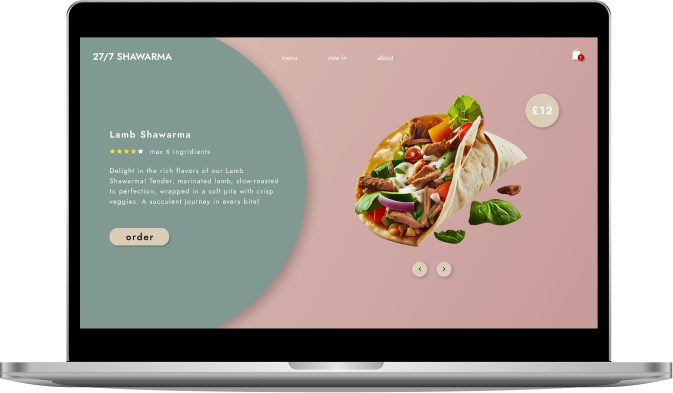 27/7 SHAWARMA
menu new in about
£12
Lamb Shawarma
max 6 ingridients
Delight in the rich flavors of our Lamb
Shawarma! Tender, marinated lamb, slow-roasted
to perfection, wrapped in a soft pita with crisp
veggies. A succulent journey in every bite!
order